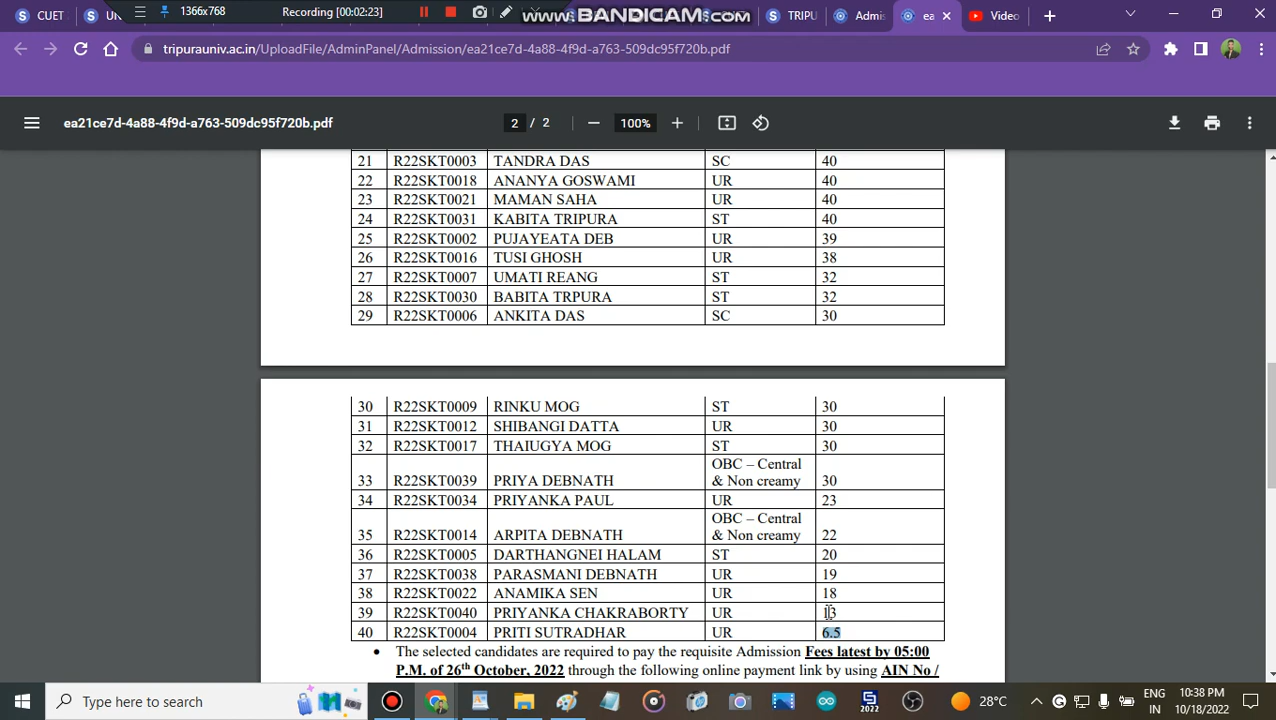 CUET
UN
1366x768
Recording [00:02:23]
www.BANDICAM.com
TRIPU
Admis
ea
Video
tripurauniv.ac.in/UploadFile/AdminPanel/Admission/ea21ce7d-4a88-4f9d-a763-509dc95f720b.pdf
ea21ce7d-4a88-4f9d-a763-509dc95f720b.pdf
2 / 2
100%
21 R22SKT0003 TANDRA DAS SC 40
22 R22SKT0018 ANANYA GOSWAMI UR 40
23 R22SKT0021 MAMAN SAHA UR 40
24 R22SKT0031 KABITA TRIPURA ST 40
25 R22SKT0002 PUJAYEATA DEB UR 39
26 R22SKT0016 TUSI GHOSH UR 38
27 R22SKT0007 UMATI REANG ST 32
28 R22SKT0030 BABITA TRPURA ST 32
29 R22SKT0006 ANKITA DAS SC 30
30 R22SKT0009 RINKU MOG ST 30
31 R22SKT0012 SHIBANGI DATTA UR 30
32 R22SKT0017 THAIUGYA MOG ST 30
OBC – Central
33 R22SKT0039 PRIYA DEBNATH & Non creamy 30
34 R22SKT0034 PRIYANKA PAUL UR 23
OBC – Central
35 R22SKT0014 ARPITA DEBNATH & Non creamy 22
36 R22SKT0005 DARTHANGNEI HALAM ST 20
37 R22SKT0038 PARASMANI DEBNATH UR 19
38 R22SKT0022 ANAMIKA SEN UR 18
39 R22SKT0040 PRIYANKA CHAKRABORTY UR 13
40 R22SKT0004 PRITI SUTRADHAR UR 6.5
• The selected candidates are required to pay the requisite Admission Fees latest by 05:00
P.M. of 26th October, 2022 through the following online payment link by using AIN No /
Type here to search
2022
28°C
ENG
IN
10:38 PM
10/18/2022